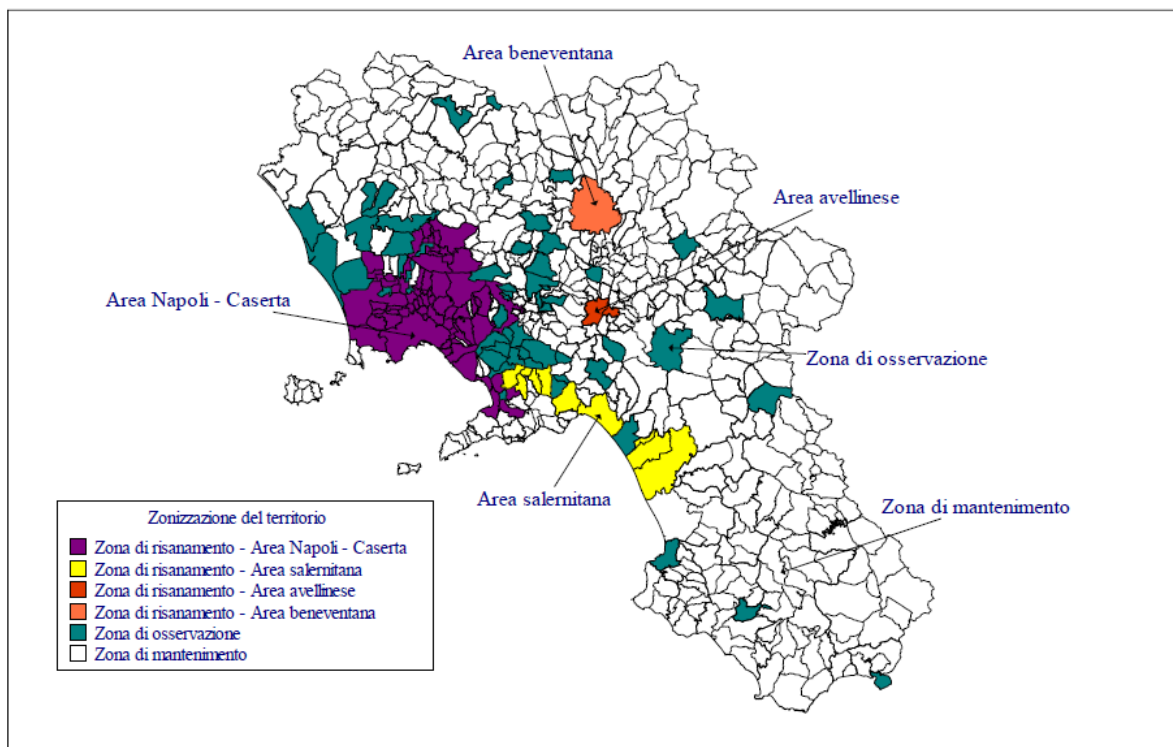 Area beneventana
Area avellinese
Area Napoli - Caserta
Zona di osservazione
Area salernitana
Zona di mantenimento
Zonizzazione del territorio
Zona di risanamento - Area Napoli - Caserta
Zona di risanamento - Area salernitana
Zona di risanamento - Area avellinese
Zona di risanamento - Area beneventana
Zona di osservazione
Zona di mantenimento